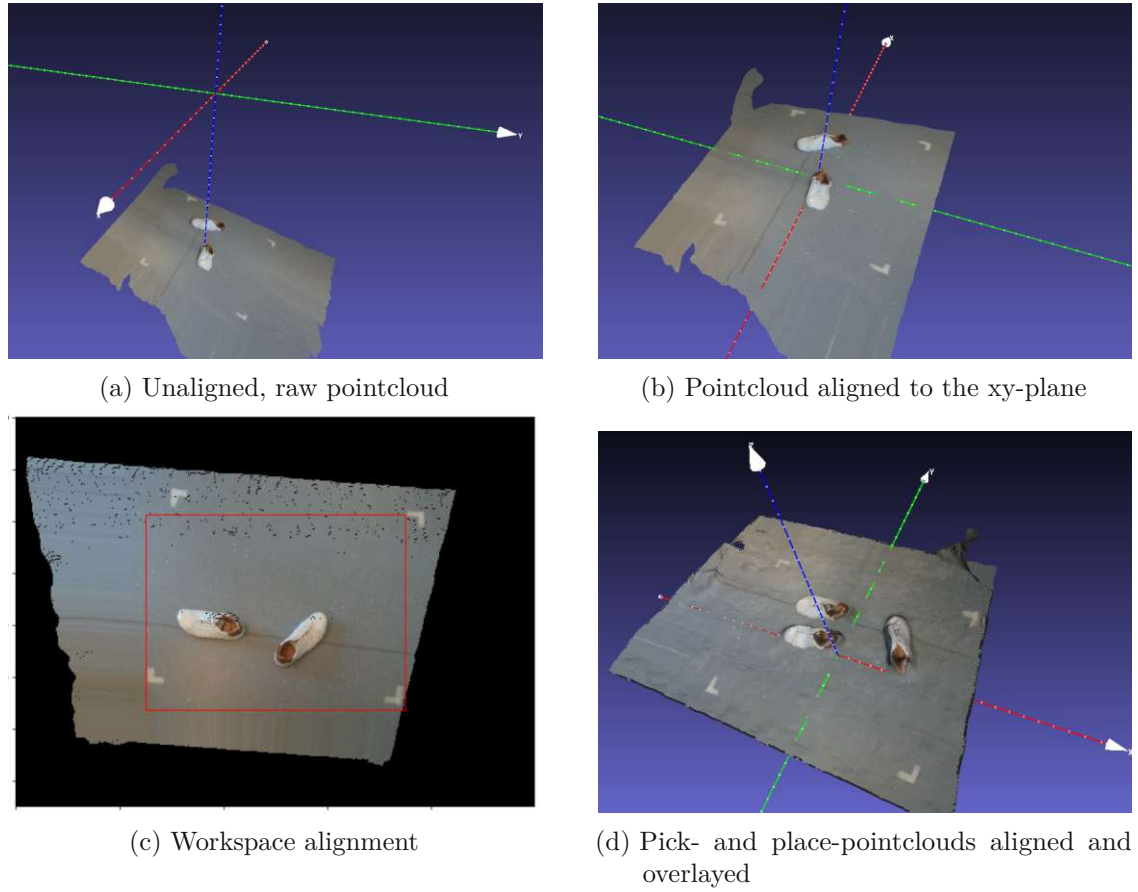 Y
X
(a) Unaligned, raw pointcloud
(b) Pointcloud aligned to the xy-plane
Z
Y
X
(c) Workspace alignment
(d) Pick- and place-pointclouds aligned and
overlayed